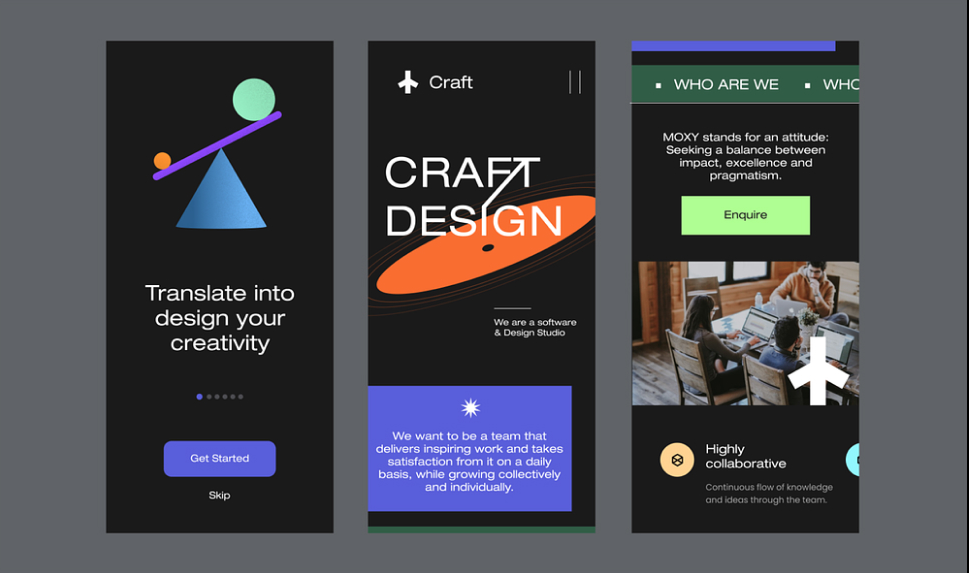 Translate into
design your
creativity
Get Started
Skip
Craft
CRAFT
DESIGN
We are a software
& Design Studio
We want to be a team that
delivers inspiring work and takes
satisfaction from it on a daily
basis, while growing collectively
and individually.
WHO ARE WE WHO
MOXY stands for an attitude:
Seeking a balance between
impact, excellence and
pragmatism.
Enquire
Highly
collaborative
Continuous flow of knowledge
and ideas through the team.